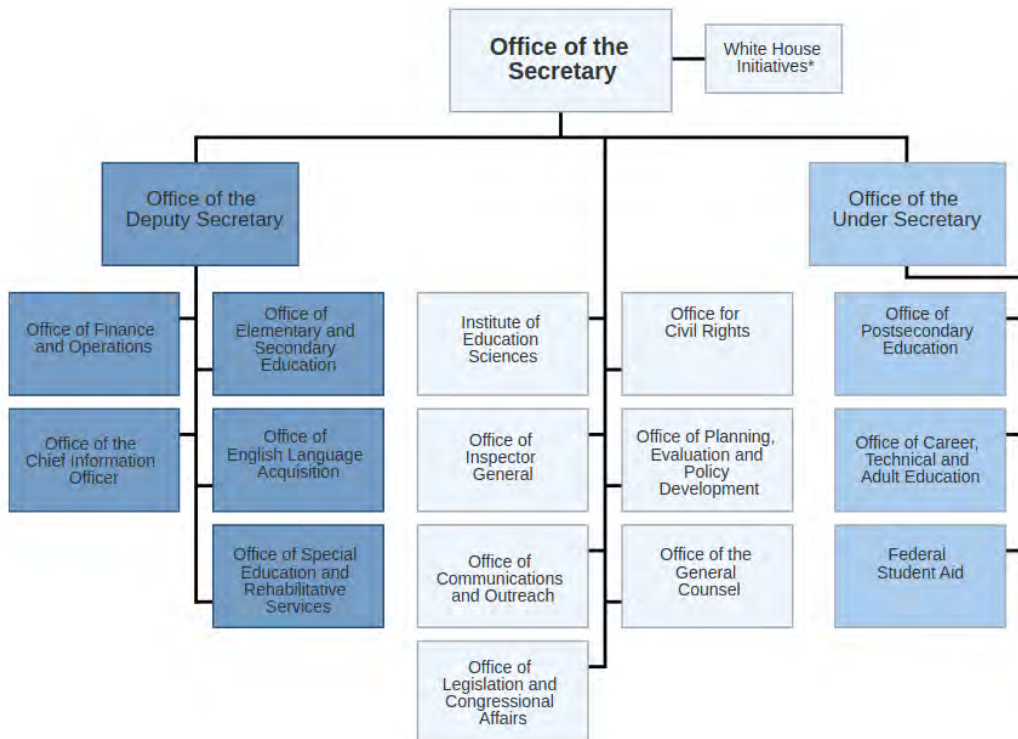 Office of the
Secretary
White House
Initiatives*
Office of the
Deputy Secretary
Office of the
Under Secretary
Office of Finance
and Operations
Office of
Elementary and
Secondary
Education
Institute of
Education
Sciences
Office for
Civil Rights
Office of
Postsecondary
Education
Office of the
Chief Information
Officer
Office of
English Language
Acquisition
Office of
Inspector
General
Office of Planning,
Evaluation and
Policy
Development
Office of Career,
Technical and
Adult Education
Office of Special
Education and
Rehabilitative
Services
Office of
Communications
and Outreach
Office of the
General
Counsel
Federal
Student Aid
Office of
Legislation and
Congressional
Affairs